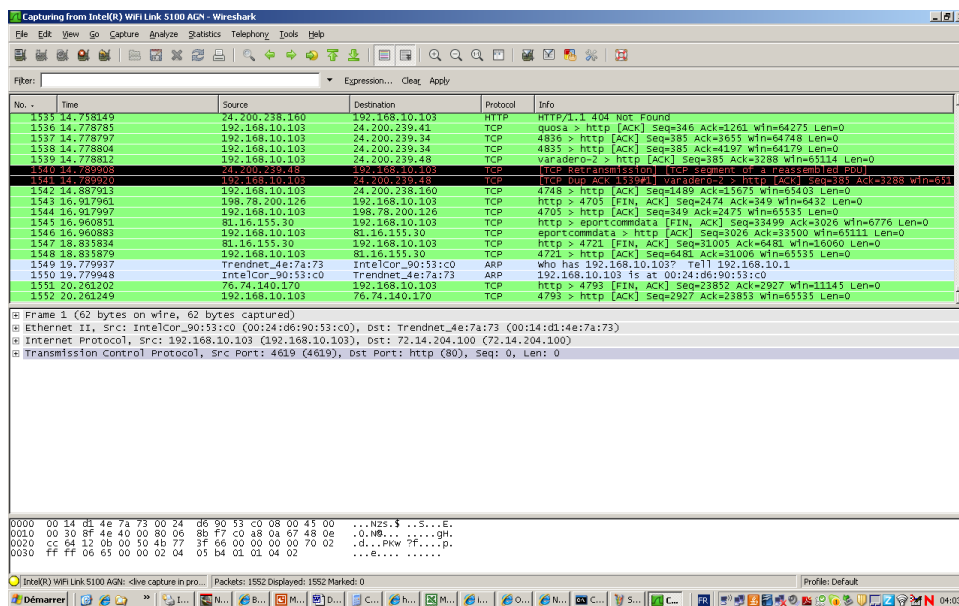 Capturing from Intel(R) WiFi Link 5100 AGN - Wireshark
File Edit View Go Capture Analyze Statistics Telephony Tools Help
Filter: Expression... Clear Apply
No. . Time Source Destination Protocol Info
1535 14.758149 24.200.238.160 192.168.10.103 HTTP HTTP/1.1 404 Not Found
1536 14.778785 192.168.10.103 24.200.239.41 TCP quosa > http [ACK] Seq=346 Ack=1261 Win=64275 Len=0
1537 14.778797 192.168.10.103 24.200.239.34 TCP 4836 > http [ACK] Seq=385 Ack=3655 Win=64748 Len=0
1538 14.778804 192.168.10.103 24.200.239.34 TCP 4835 > http [ACK] Seq=385 Ack=4197 Win=64179 Len=0
1539 14.778812 192.168.10.103 24.200.239.48 TCP varadero-2 > http [ACK] Seq=385 Ack=3288 Win=65114 Len=0
1540 14.789908 24.200.239.48 192.168.10.103 TCP [TCP Retransmission] [TCP segment of a reassembled PDU]
1541 14.789920 192.168.10.103 24.200.239.48 TCP [TCP Dup ACK 1539#1] varadero-2 > http [ACK] Seq=385 Ack=3288 Win=651
1542 14.887913 192.168.10.103 24.200.238.160 TCP 4748 > http [ACK] Seq=1489 Ack=15675 Win=65403 Len=0
1543 16.917961 198.78.200.126 192.168.10.103 TCP http > 4705 [FIN, ACK] Seq=2474 Ack=349 Win=6432 Len=0
1544 16.917997 192.168.10.103 198.78.200.126 TCP 4705 > http [ACK] Seq=349 Ack=2475 Win=65535 Len=0
1545 16.960851 81.16.155.30 192.168.10.103 TCP http > eportcommdata [FIN, ACK] Seq=33499 Ack=3026 Win=6776 Len=0
1546 16.960883 192.168.10.103 81.16.155.30 TCP eportcommdata > http [ACK] Seq=3026 Ack=33500 Win=65111 Len=0
1547 18.835834 81.16.155.30 192.168.10.103 TCP http > 4721 [FIN, ACK] Seq=31005 Ack=6481 Win=16060 Len=0
1548 18.835879 192.168.10.103 81.16.155.30 TCP 4721 > http [ACK] Seq=6481 Ack=31006 Win=65535 Len=0
1549 19.779937 Trendnet_4e:7a:73 IntelCor_90:53:c0 ARP Who has 192.168.10.103? Tell 192.168.10.1
1550 19.779948 IntelCor_90:53:c0 Trendnet_4e:7a:73 ARP 192.168.10.103 is at 00:24:d6:90:53:c0
1551 20.261202 76.74.140.170 192.168.10.103 TCP http > 4793 [FIN, ACK] Seq=23852 Ack=2927 Win=11145 Len=0
1552 20.261249 192.168.10.103 76.74.140.170 TCP 4793 > http [ACK] Seq=2927 Ack=23853 Win=65535 Len=0
Frame 1 (62 bytes on wire, 62 bytes captured)
Ethernet II, Src: IntelCor_90:53:c0 (00:24:d6:90:53:c0), Dst: Trendnet_4e:7a:73 (00:14:d1:4e:7a:73)
Internet Protocol, Src: 192.168.10.103 (192.168.10.103), Dst: 72.14.204.100 (72.14.204.100)
Transmission Control Protocol, Src Port: 4619 (4619), Dst Port: http (80), Seq: 0, Len: 0
0000 00 14 d1 4e 7a 73 00 24 d6 90 53 c0 08 00 45 00 ...Nzs.$ ..S...E.
0010 00 30 8f 4e 40 00 80 06 8b f7 c0 a8 0a 67 48 0e .0.N@... .....gH.
0020 cc 64 12 0b 00 50 4b 77 3f 66 00 00 00 00 70 02 .d...PKw ?f....p.
0030 ff ff 06 65 00 00 02 04 05 b4 01 01 04 02 ...e.... ......
Intel(R) WiFi Link 5100 AGN: <live capture in pro... Packets: 1552 Displayed: 1552 Marked: 0 Profile: Default
Démarrer » I... N... B... M... D... C... h... M... i... o... N... C... S... C... FR 04:0